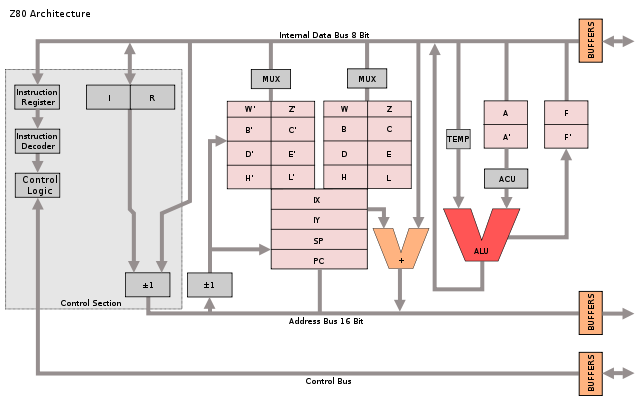 Z80 Architecture
Internal Data Bus 8 Bit
BUFFERS
MUX
MUX
Instruction
Register
I
R
W'
Z'
W
Z
A
F
B'
C'
B
C
A'
F'
Instruction
Decoder
TEMP
D'
E'
D
E
Control
Logic
H'
L'
H
L
ACU
IX
IY
SP
PC
+
ALU
±1
±1
Control Section
Address Bus 16 Bit
BUFFERS
Control Bus
BUFFERS